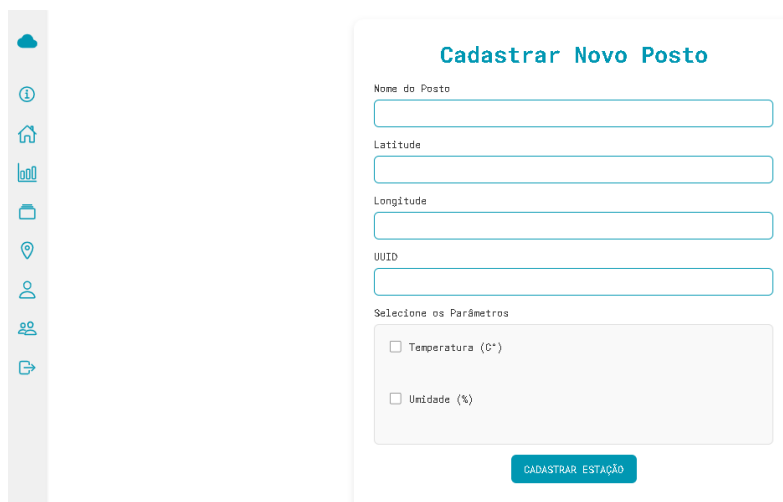 Cadastrar Novo Posto
Nome do Posto
Latitude
Longitude
UUID
Selecione os Parâmetros
Temperatura (C°)
Umidade (%)
CADASTRAR ESTAÇÃO